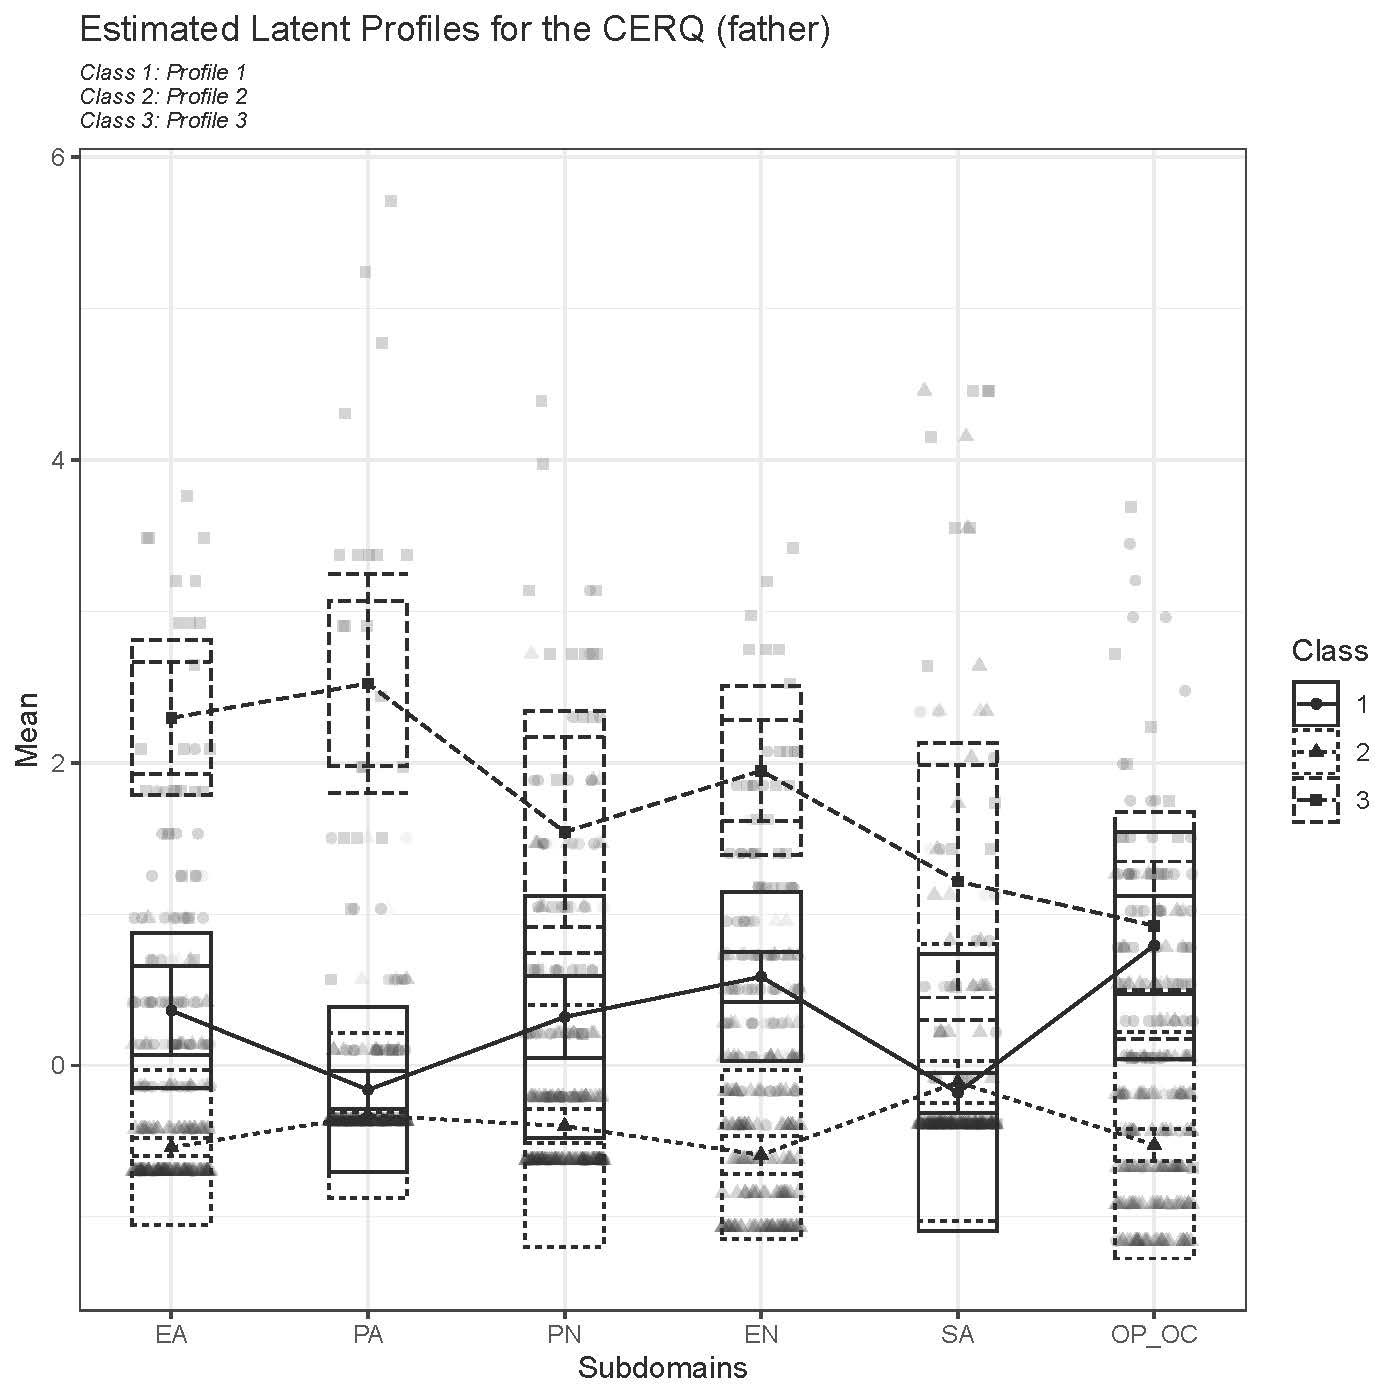 Estimated Latent Profiles for the CERQ (father)
Class 1: Profile 1
Class 2: Profile 2
Class 3: Profile 3
6
4
2
0
Mean
EA
PA
PN
EN
SA
OP_OC
Subdomains
Class
1
2
3